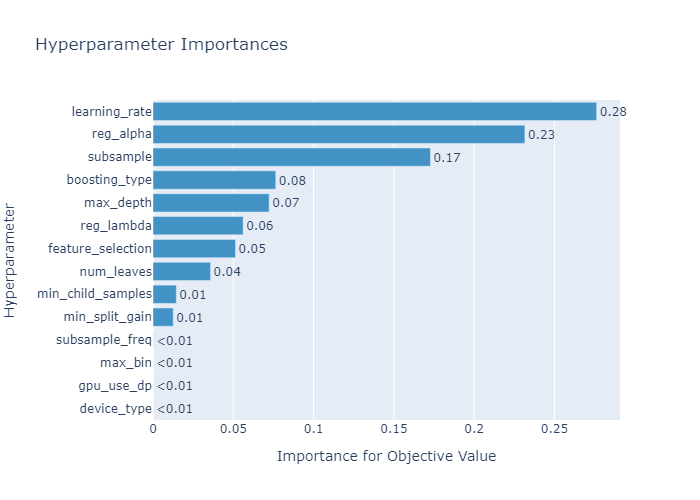 Hyperparameter Importances
Hyperparameter
learning_rate 0.28
reg_alpha 0.23
subsample 0.17
boosting_type 0.08
max_depth 0.07
reg_lambda 0.06
feature_selection 0.05
num_leaves 0.04
min_child_samples 0.01
min_split_gain 0.01
subsample_freq <0.01
max_bin <0.01
gpu_use_dp <0.01
device_type <0.01
0 0.05 0.1 0.15 0.2 0.25
Importance for Objective Value